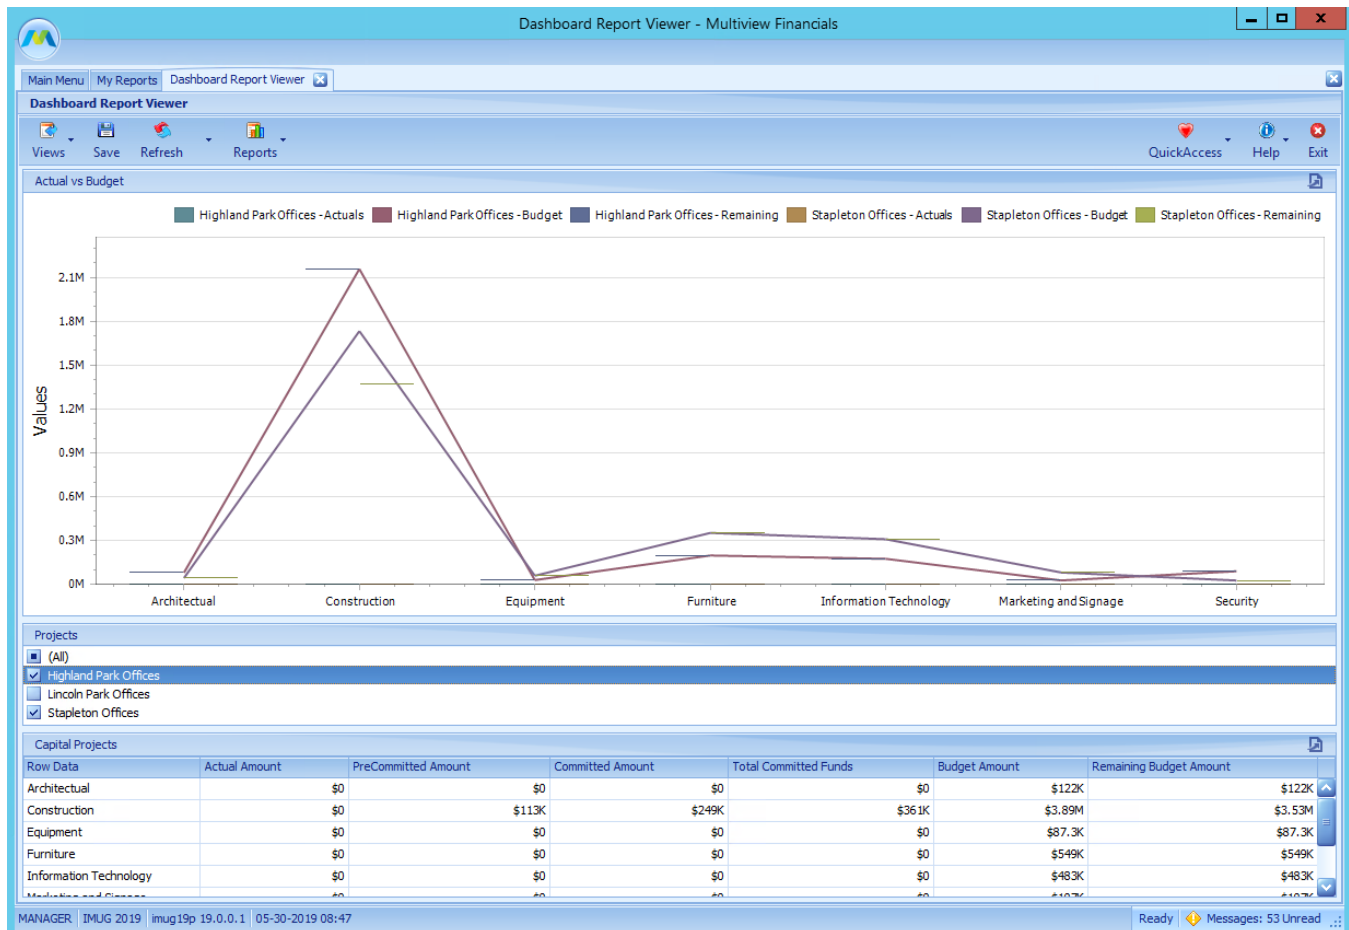 Dashboard Report Viewer - Multiview Financials
Main Menu My Reports Dashboard Report Viewer
Dashboard Report Viewer
Views Save Refresh Reports QuickAccess Help Exit
Actual vs Budget
Highland Park Offices - Actuals Highland Park Offices - Budget Highland Park Offices - Remaining Stapleton Offices - Actuals Stapleton Offices - Budget Stapleton Offices - Remaining
Values
2.1M
1.8M
1.5M
1.2M
0.9M
0.6M
0.3M
0M
Architectual Construction Equipment Furniture Information Technology Marketing and Signage Security
Projects
(All)
Highland Park Offices
Lincoln Park Offices
Stapleton Offices
Capital Projects
Row Data Actual Amount PreCommitted Amount Committed Amount Total Committed Funds Budget Amount Remaining Budget Amount
Architectual $0 $0 $0 $0 $122K $122K
Construction $0 $113K $249K $361K $3.89M $3.53M
Equipment $0 $0 $0 $0 $87.3K $87.3K
Furniture $0 $0 $0 $0 $549K $549K
Information Technology $0 $0 $0 $0 $483K $483K
Marketing and Signage $0 $0 $0 $0
MANAGER IMUG 2019 imug19p 19.0.0.1 05-30-2019 08:47 Ready Messages: 53 Unread